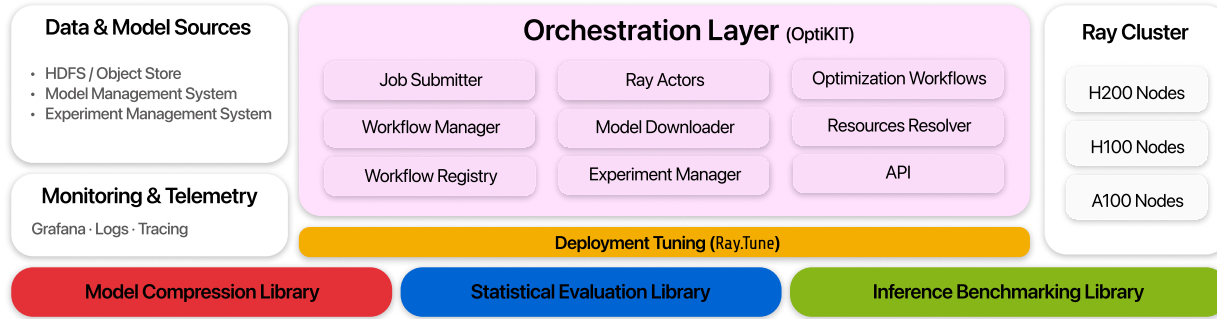 Data & Model Sources
• HDFS / Object Store
• Model Management System
• Experiment Management System
Monitoring & Telemetry
Grafana · Logs · Tracing
Orchestration Layer (OptiKIT)
Job Submitter
Ray Actors
Optimization Workflows
Workflow Manager
Model Downloader
Resources Resolver
Workflow Registry
Experiment Manager
API
Deployment Tuning (Ray.Tune)
Ray Cluster
H200 Nodes
H100 Nodes
A100 Nodes
Model Compression Library
Statistical Evaluation Library
Inference Benchmarking Library